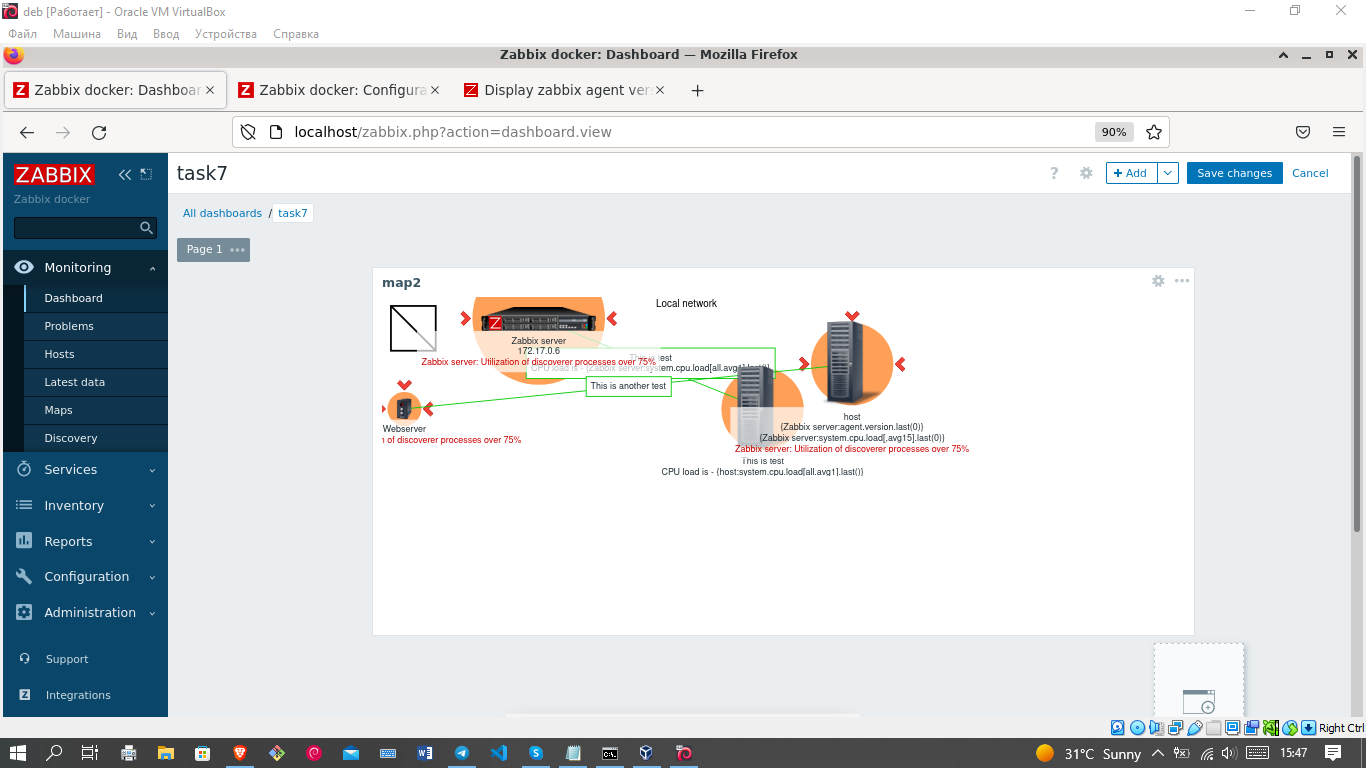 deb [Работает] - Oracle VM VirtualBox
Файл Машина Вид Ввод Устройства Справка
Zabbix docker: Dashboard — Mozilla Firefox
Zabbix docker: Dashboar
Zabbix docker: Configura
Display zabbix agent ver
localhost/zabbix.php?action=dashboard.view
90%
ZABBIX
Zabbix docker
Monitoring
Dashboard
Problems
Hosts
Latest data
Maps
Discovery
Services
Inventory
Reports
Configuration
Administration
Support
Integrations
task7
? + Add Save changes Cancel
All dashboards / task7
Page 1
map2
Local network
Zabbix server
172.17.0.6
Zabbix server: Utilization of discoverer processes over 75%
This is test
CPU load is - {Zabbix server:system.cpu.load[all,avg1].last()}
This is another test
Webserver
n of discoverer processes over 75%
host
{Zabbix server:agent.version.last(0)}
{Zabbix server:system.cpu.load[,avg15].last(0)}
Zabbix server: Utilization of discoverer processes over 75%
This is test
CPU load is - {host:system.cpu.load[all,avg1].last()}
Right Ctrl
31°C Sunny
15:47